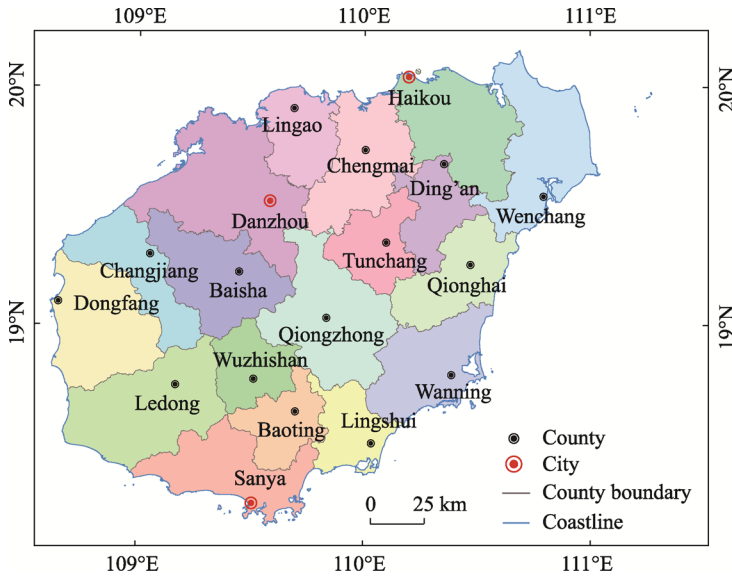 109°E 110°E 111°E
20°N 20°N
Haikou
Lingao
Chengmai
Ding'an
Wenchang
Danzhou
Tunchang
Changjiang
Baisha
Qionghai
Dongfang
19°N 19°N
Qiongzhong
Wuzhishan
Wanning
Ledong
Lingshui
Baoting
County
City
Sanya
County boundary
0 25 km
Coastline
109°E 110°E 111°E